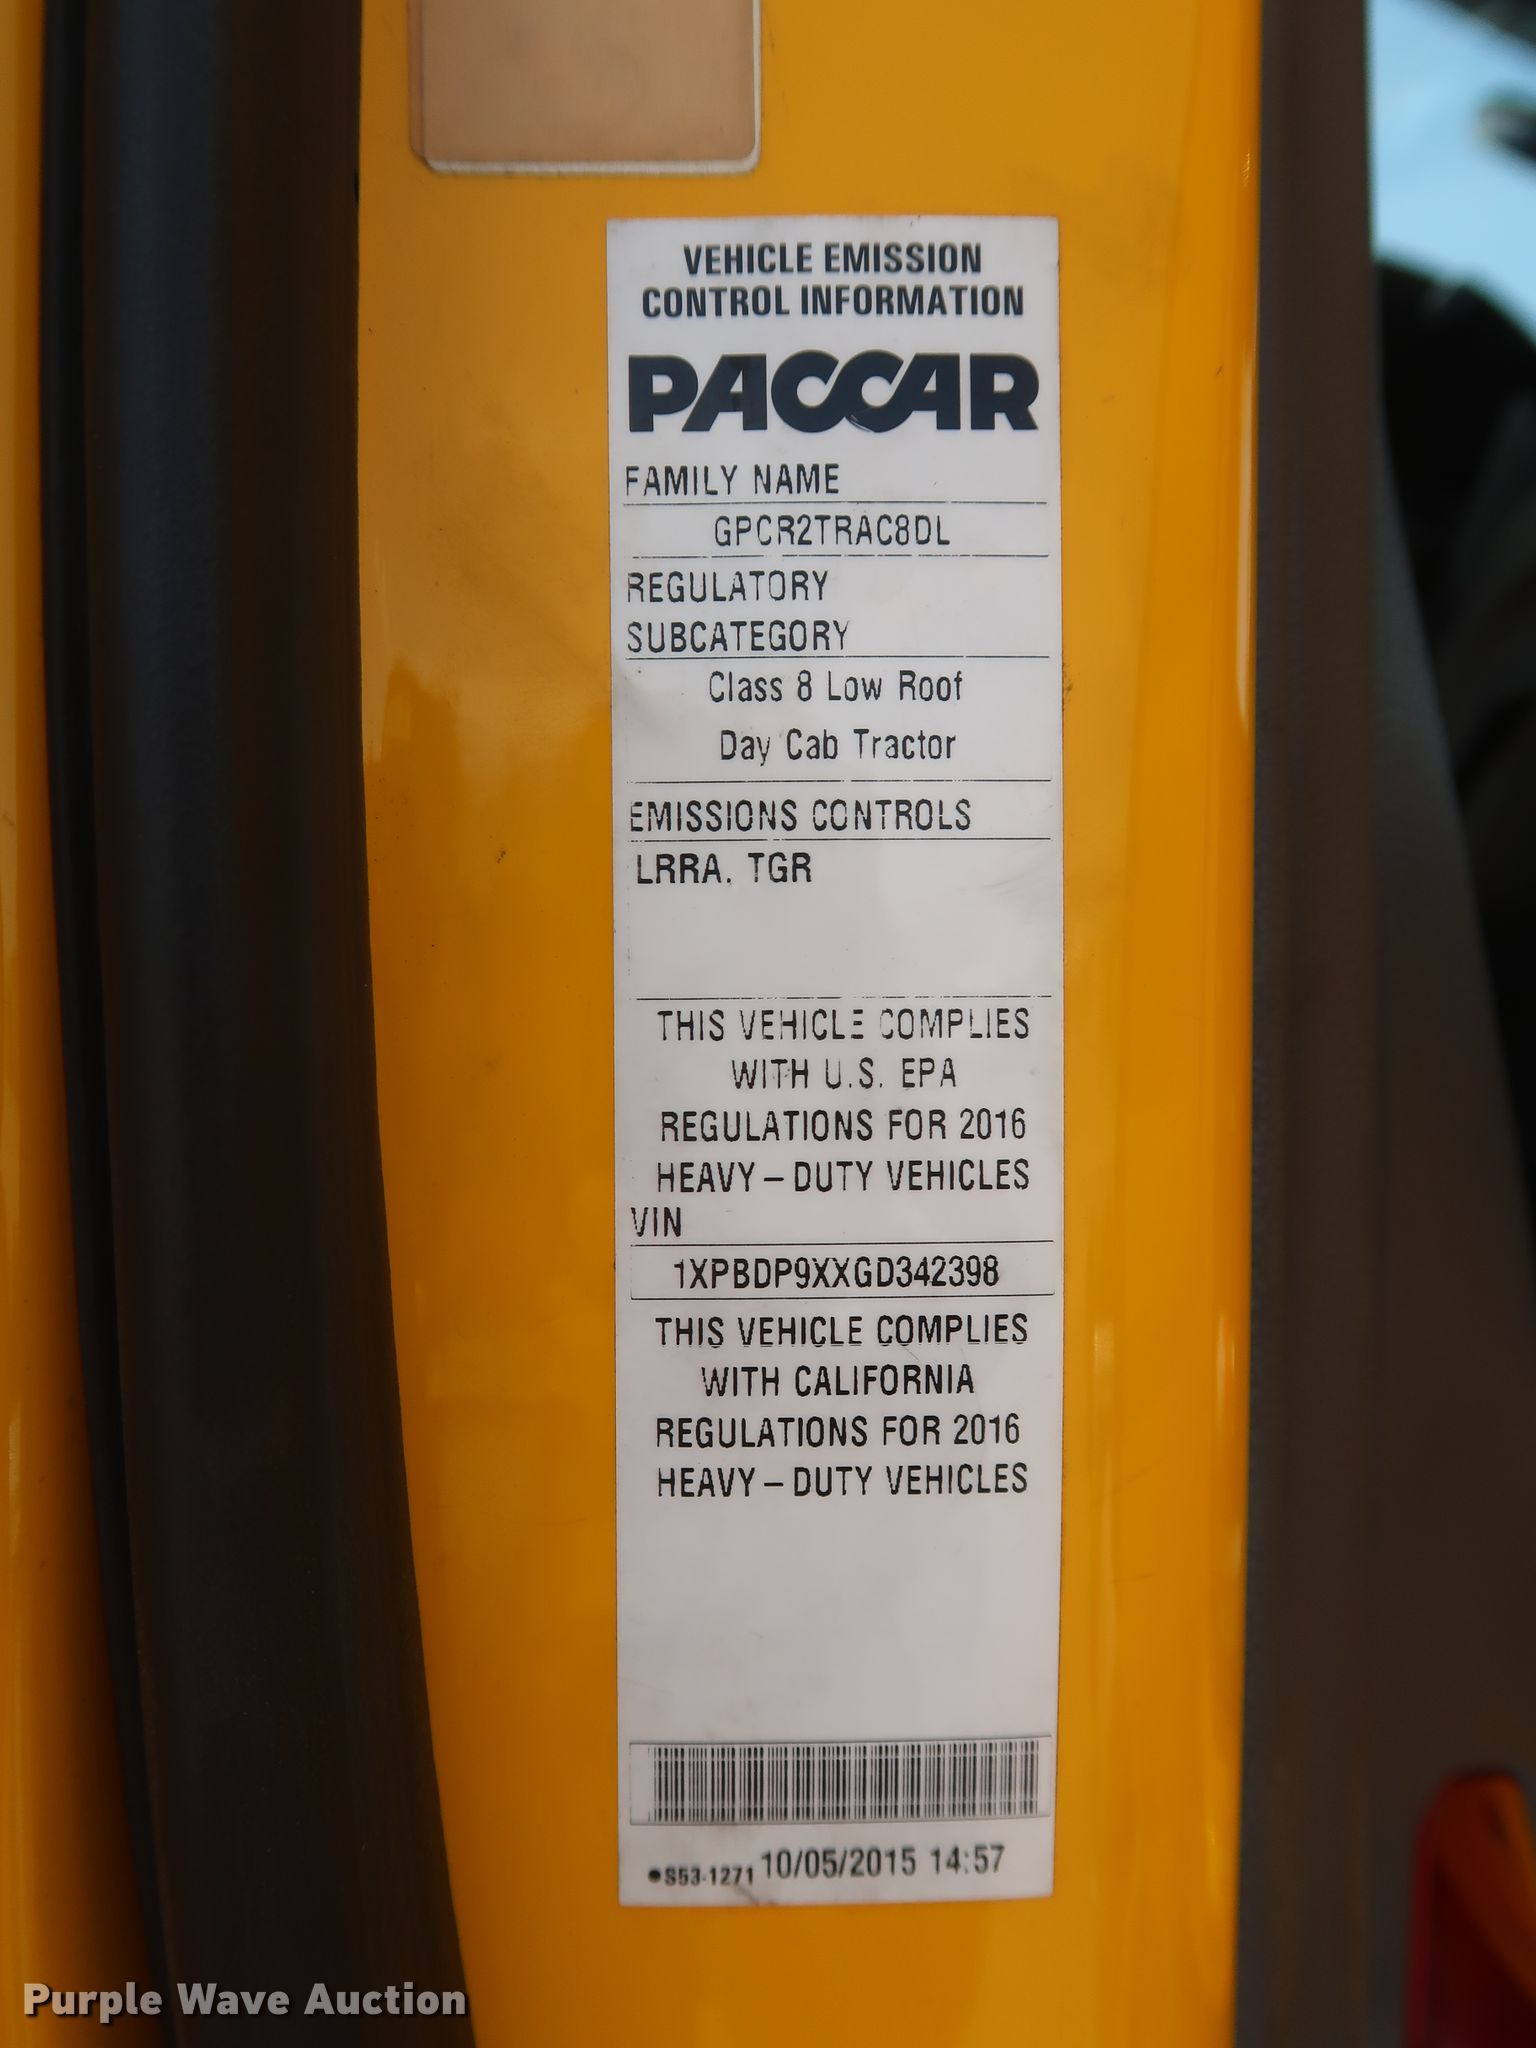 VEHICLE EMISSION
CONTROL INFORMATION
PACCAR
FAMILY NAME
GPCR2TRAC8DL
REGULATORY
SUBCATEGORY
Class 8 Low Roof
Day Cab Tractor
EMISSIONS CONTROLS
LRRA. TGR
THIS VEHICLE COMPLIES
WITH U.S. EPA
REGULATIONS FOR 2016
HEAVY – DUTY VEHICLES
VIN
1XPBDP9XXGD342398
THIS VEHICLE COMPLIES
WITH CALIFORNIA
REGULATIONS FOR 2016
HEAVY – DUTY VEHICLES
•S53-1271 10/05/2015 14:57
Purple Wave Auction